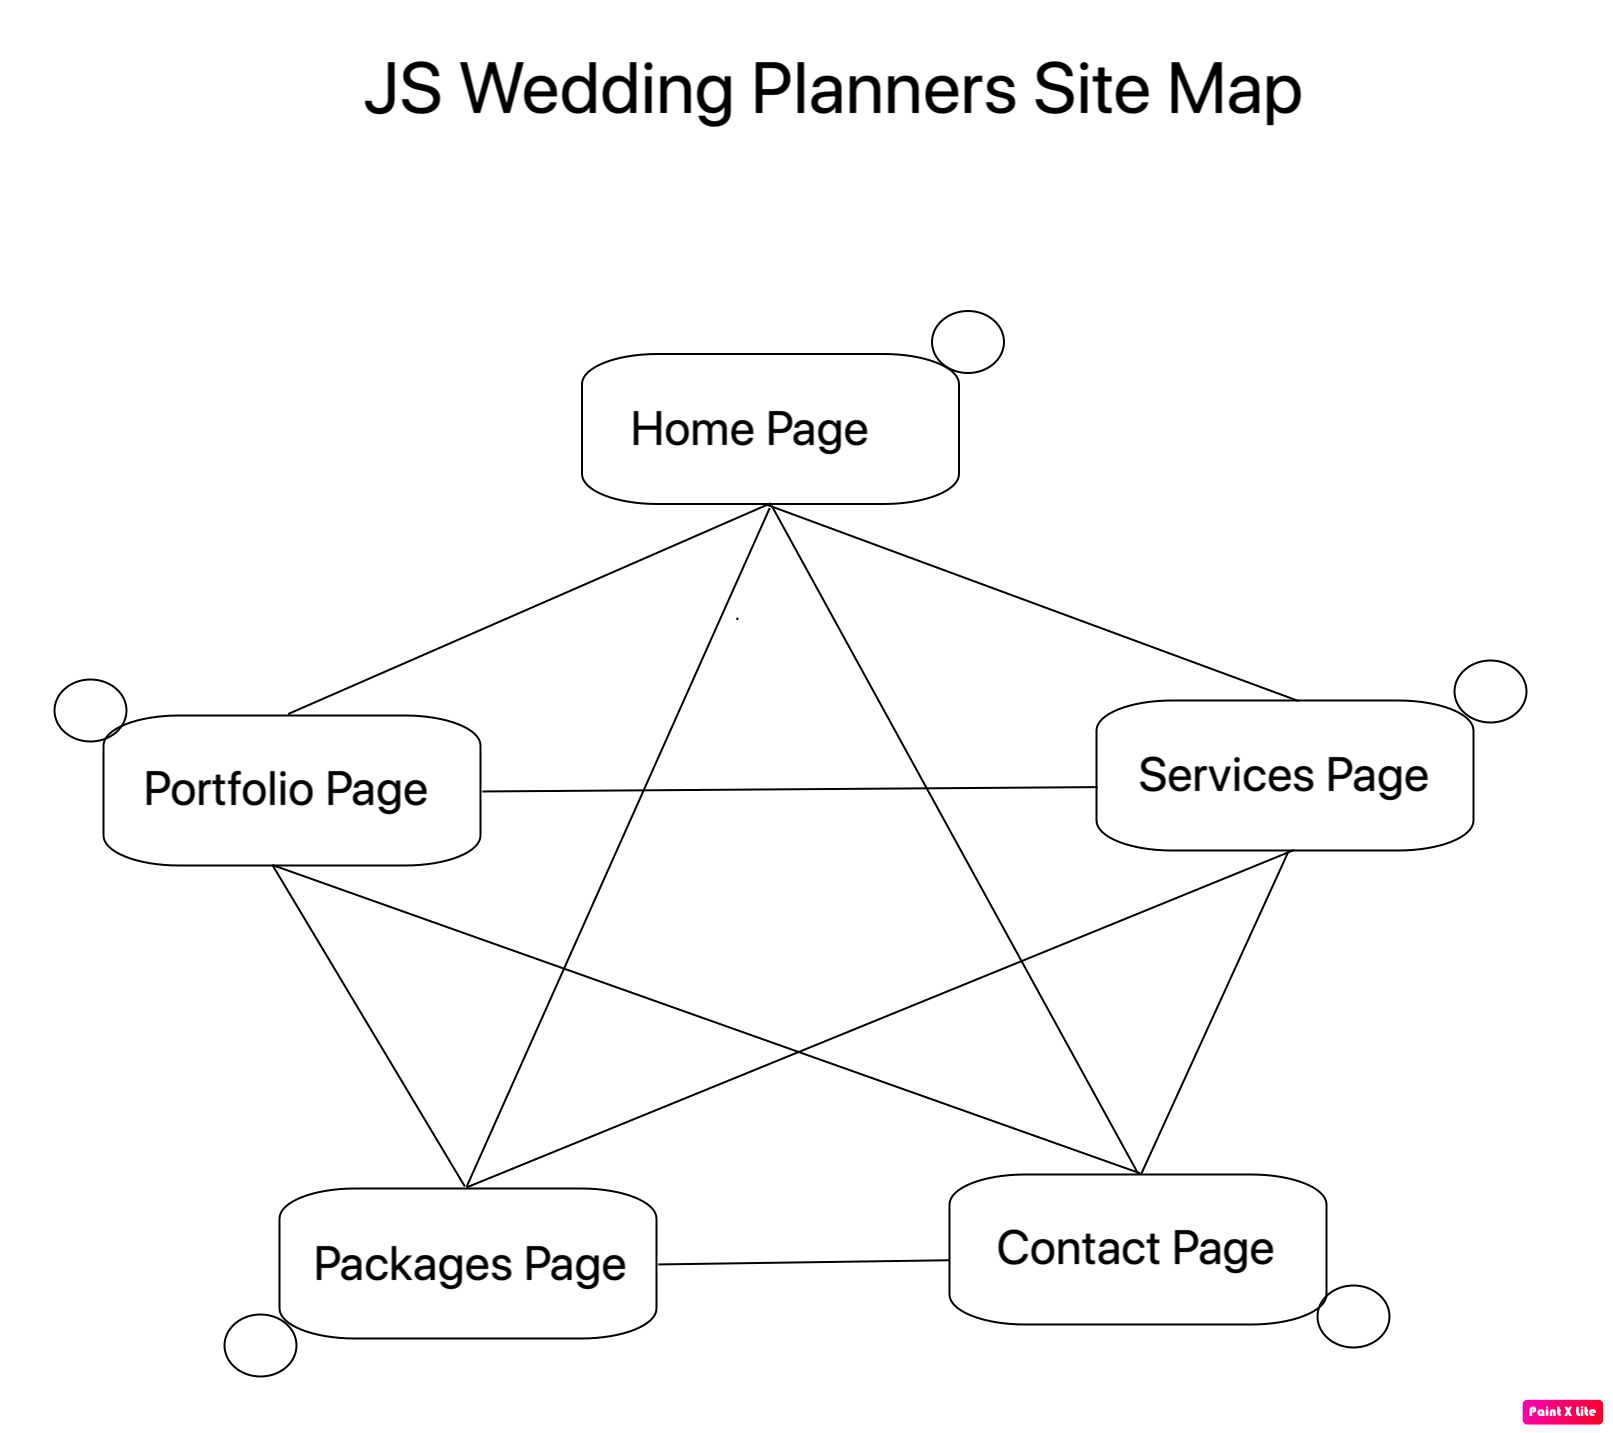 JS Wedding Planners Site Map
Home Page
Portfolio Page
Services Page
Packages Page
Contact Page
Paint X Lite